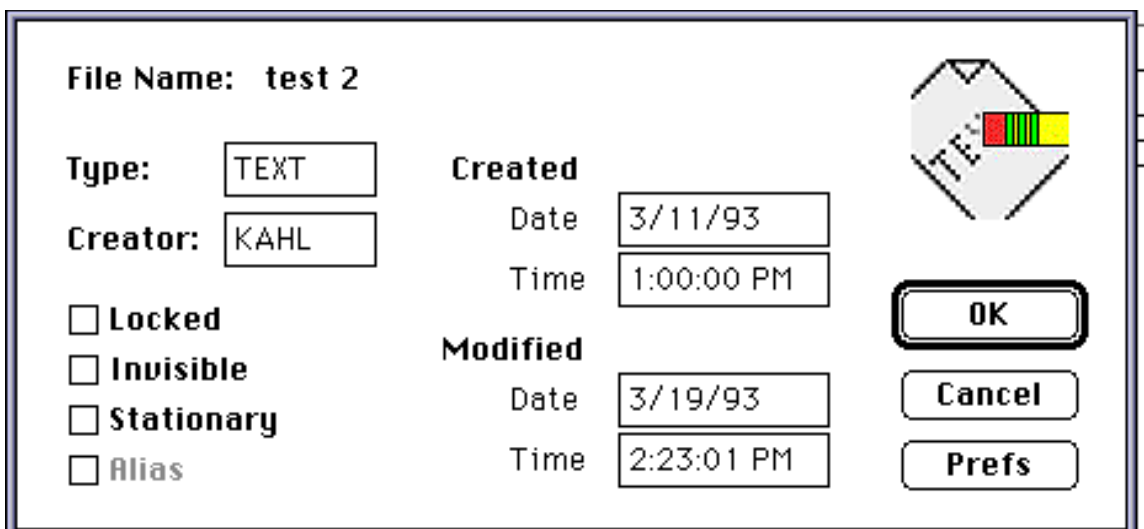 File Name: test 2
Type: TEXT
Creator: KAHL
Locked
Invisible
Stationary
Alias
Created
Date 3/11/93
Time 1:00:00 PM
Modified
Date 3/19/93
Time 2:23:01 PM
OK
Cancel
Prefs